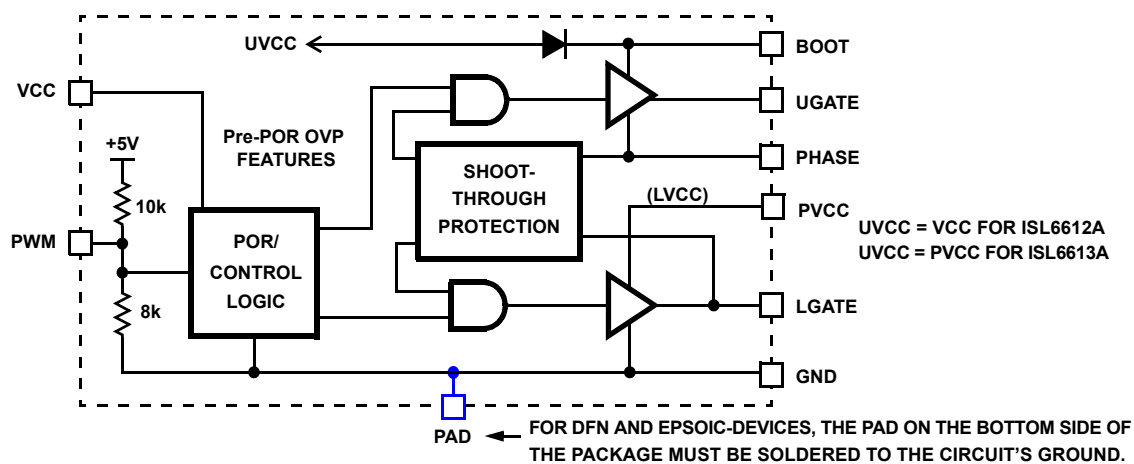 UVCC
BOOT
VCC
UGATE
+5V
Pre-POR OVP
FEATURES
SHOOT-
THROUGH
PROTECTION
PHASE
10k
(LVCC)
PVCC
UVCC = VCC FOR ISL6612A
UVCC = PVCC FOR ISL6613A
PWM
POR/
CONTROL
LOGIC
8k
LGATE
GND
PAD
FOR DFN AND EPSOIC-DEVICES, THE PAD ON THE BOTTOM SIDE OF
THE PACKAGE MUST BE SOLDERED TO THE CIRCUIT'S GROUND.